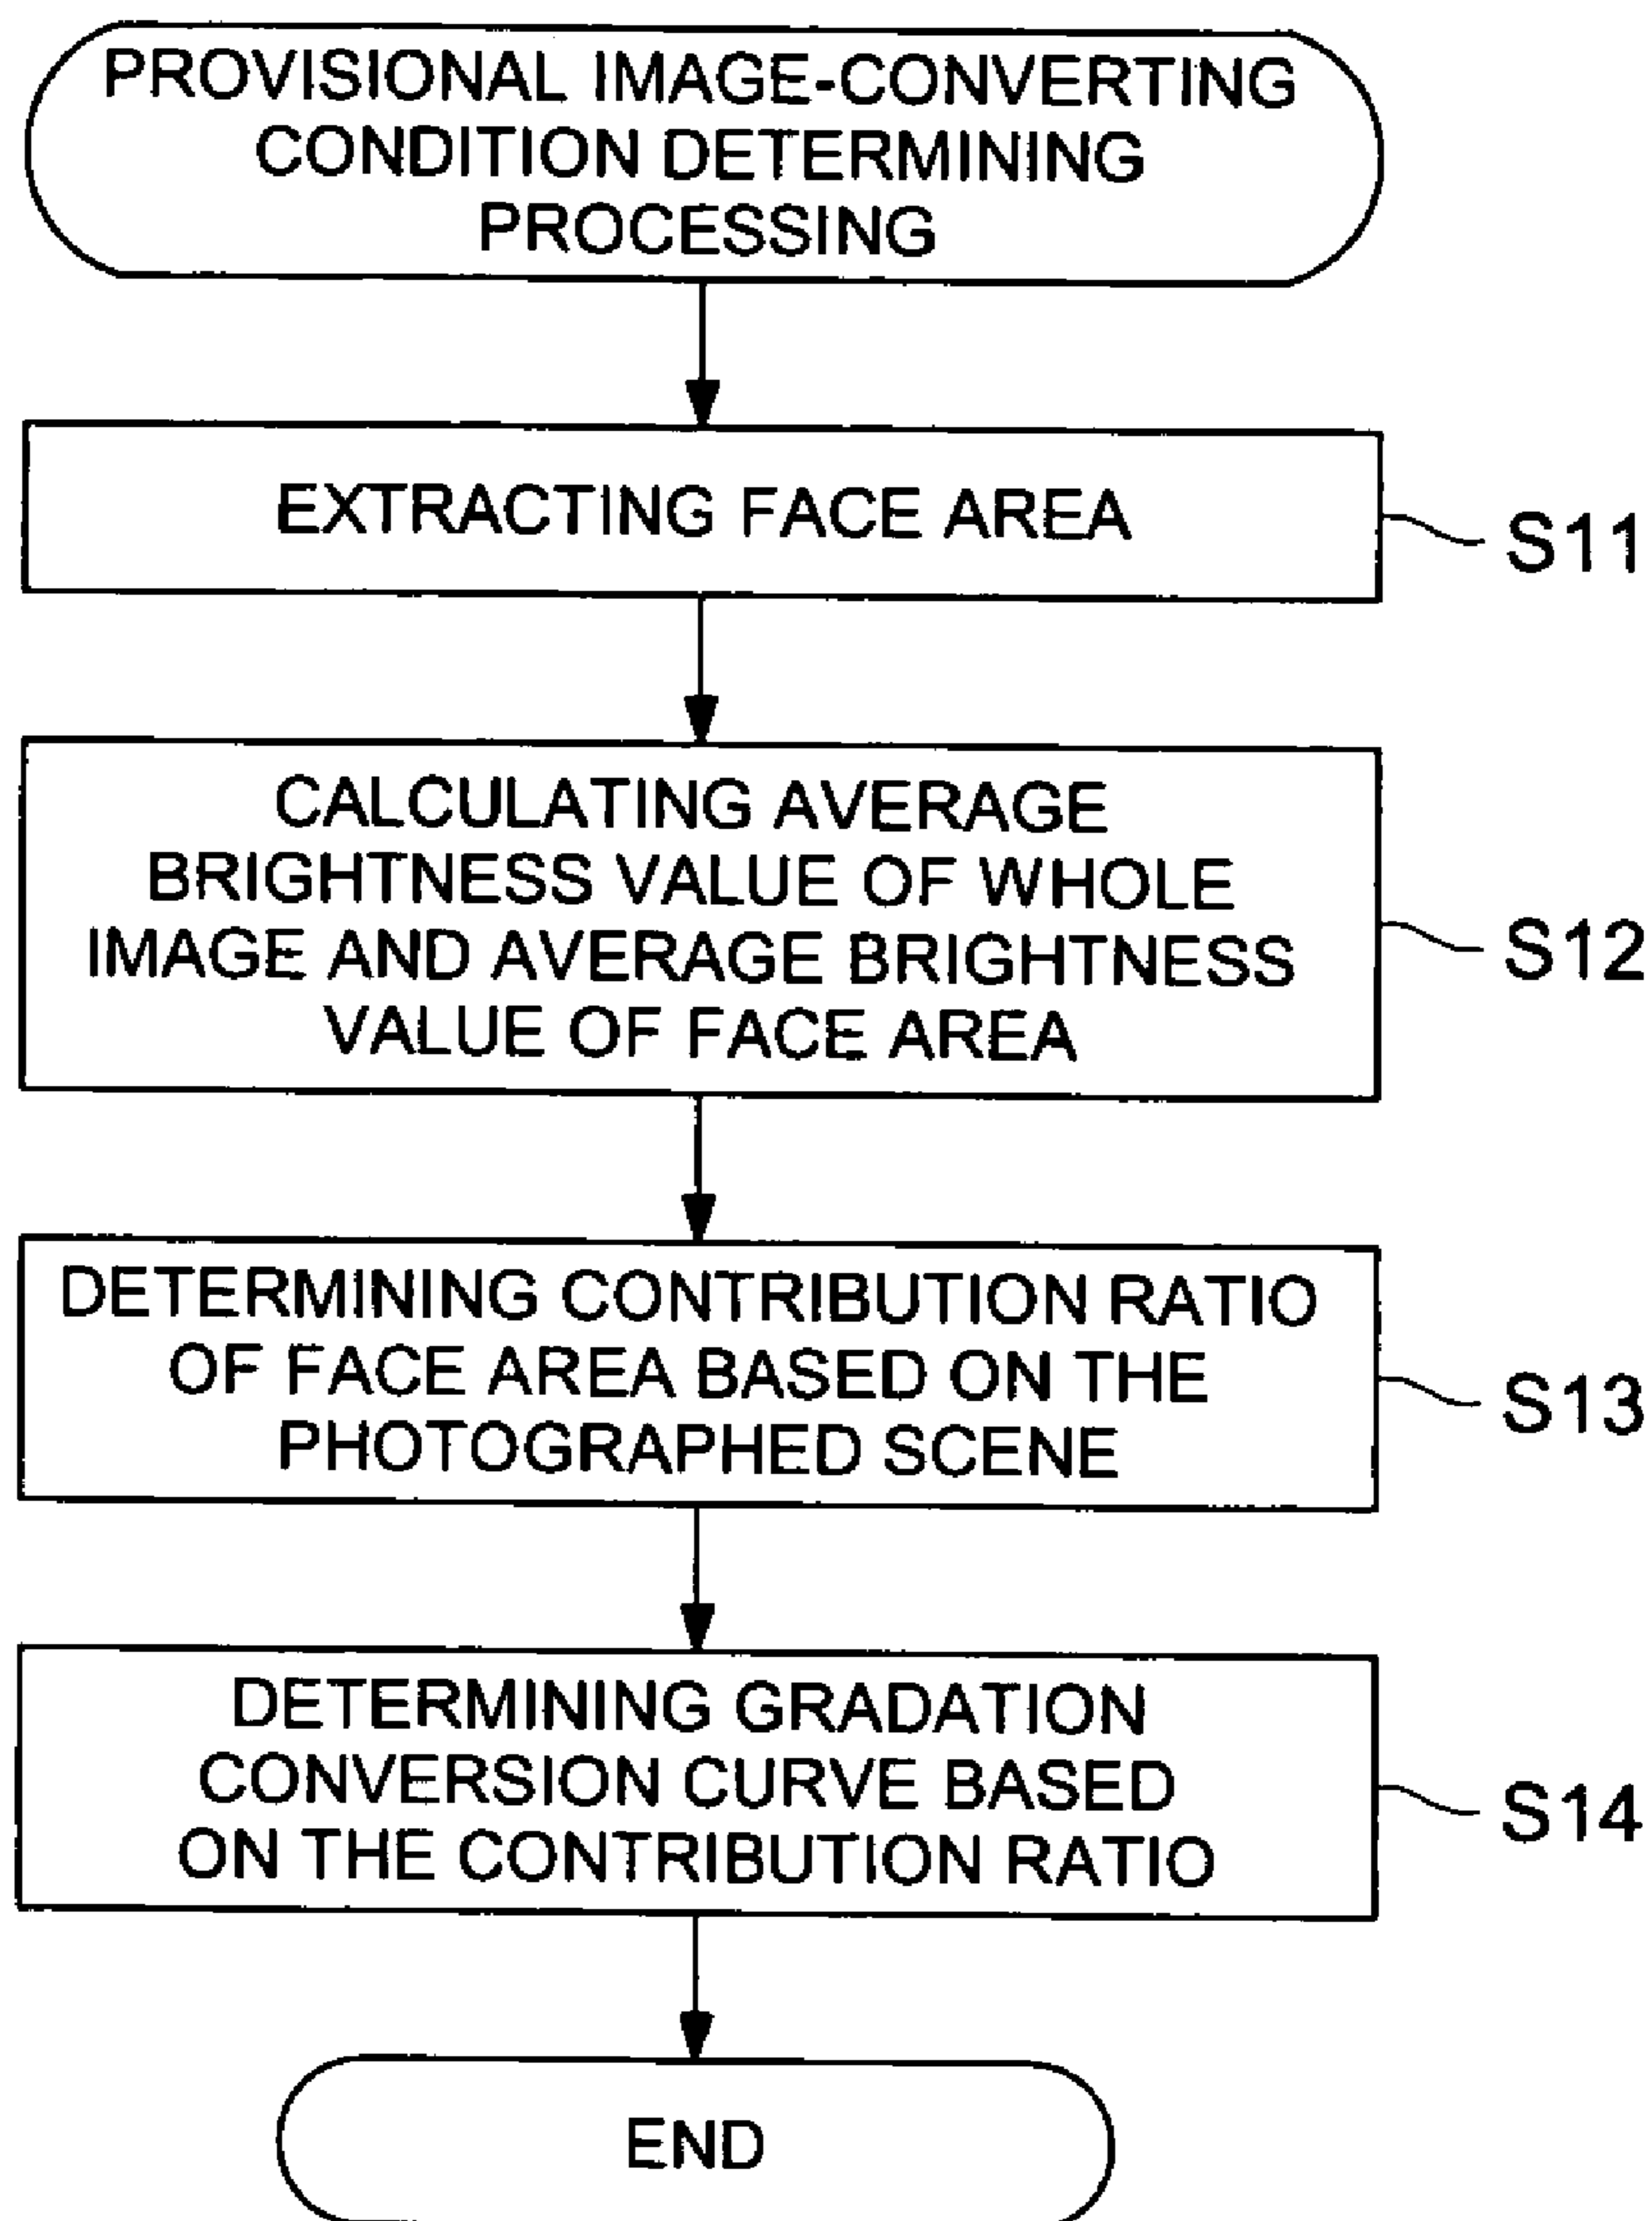 PROVISIONAL IMAGE-CONVERTING
CONDITION DETERMINING
PROCESSING
EXTRACTING FACE AREA
S11
CALCULATING AVERAGE
BRIGHTNESS VALUE OF WHOLE
IMAGE AND AVERAGE BRIGHTNESS
VALUE OF FACE AREA
S12
DETERMINING CONTRIBUTION RATIO
OF FACE AREA BASED ON THE
PHOTOGRAPHED SCENE
S13
DETERMINING GRADATION
CONVERSION CURVE BASED
ON THE CONTRIBUTION RATIO
S14
END